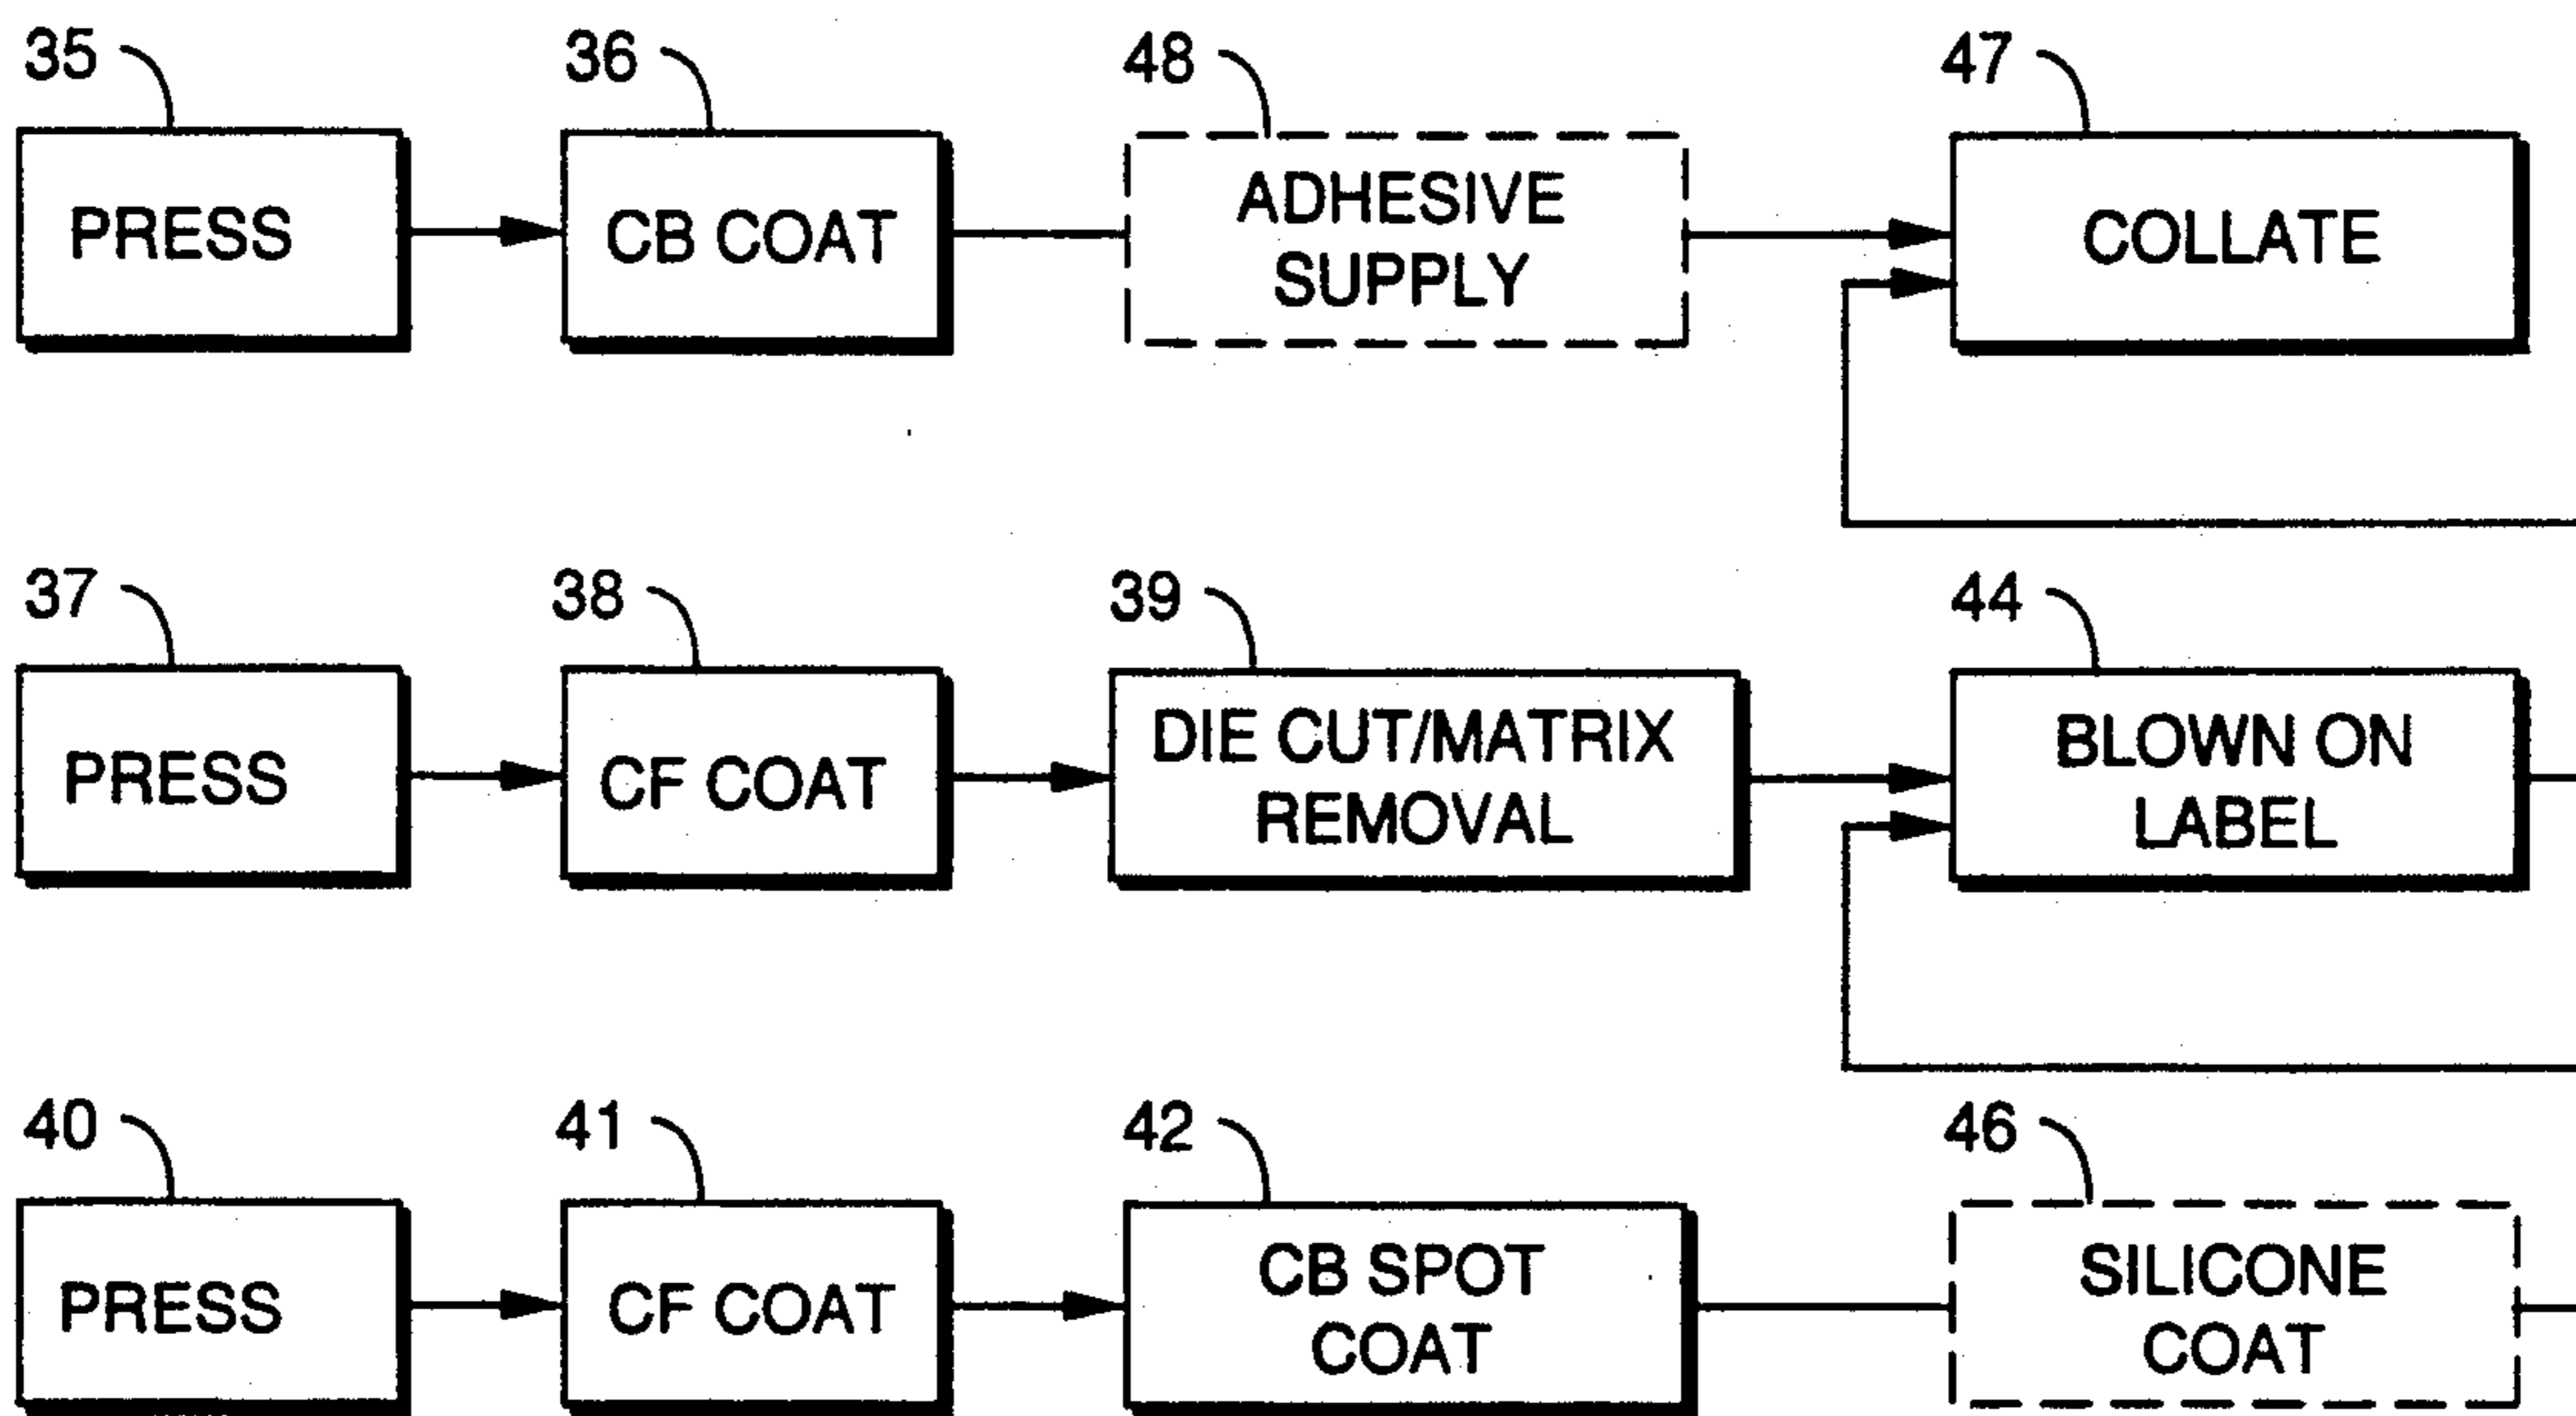 35
36
48
47
PRESS
CB COAT
ADHESIVE
SUPPLY
COLLATE
37
38
39
44
PRESS
CF COAT
DIE CUT/MATRIX
REMOVAL
BLOWN ON
LABEL
40
41
42
46
PRESS
CF COAT
CB SPOT
COAT
SILICONE
COAT